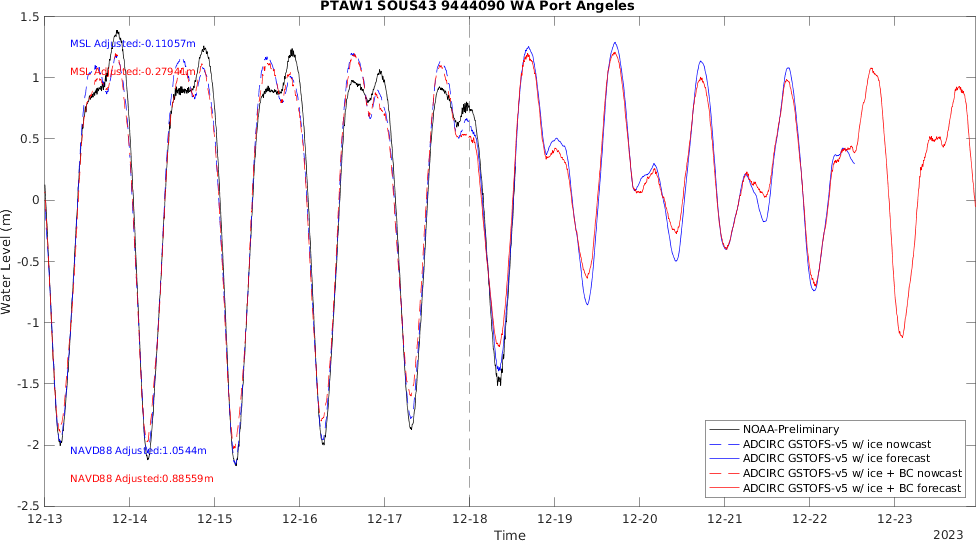 PTAW1 SOUS43 9444090 WA Port Angeles
1.5
MSL Adjusted:-0.11057m
MSL Adjusted:-0.27941m
1
0.5
0
-0.5
-1
-1.5
-2
-2.5
Water Level (m)
NAVD88 Adjusted:1.0544m
NAVD88 Adjusted:0.88559m
NOAA-Preliminary
ADCIRC GSTOFS-v5 w/ ice nowcast
ADCIRC GSTOFS-v5 w/ ice forecast
ADCIRC GSTOFS-v5 w/ ice + BC nowcast
ADCIRC GSTOFS-v5 w/ ice + BC forecast
12-13 12-14 12-15 12-16 12-17 12-18 12-19 12-20 12-21 12-22 12-23
Time
2023